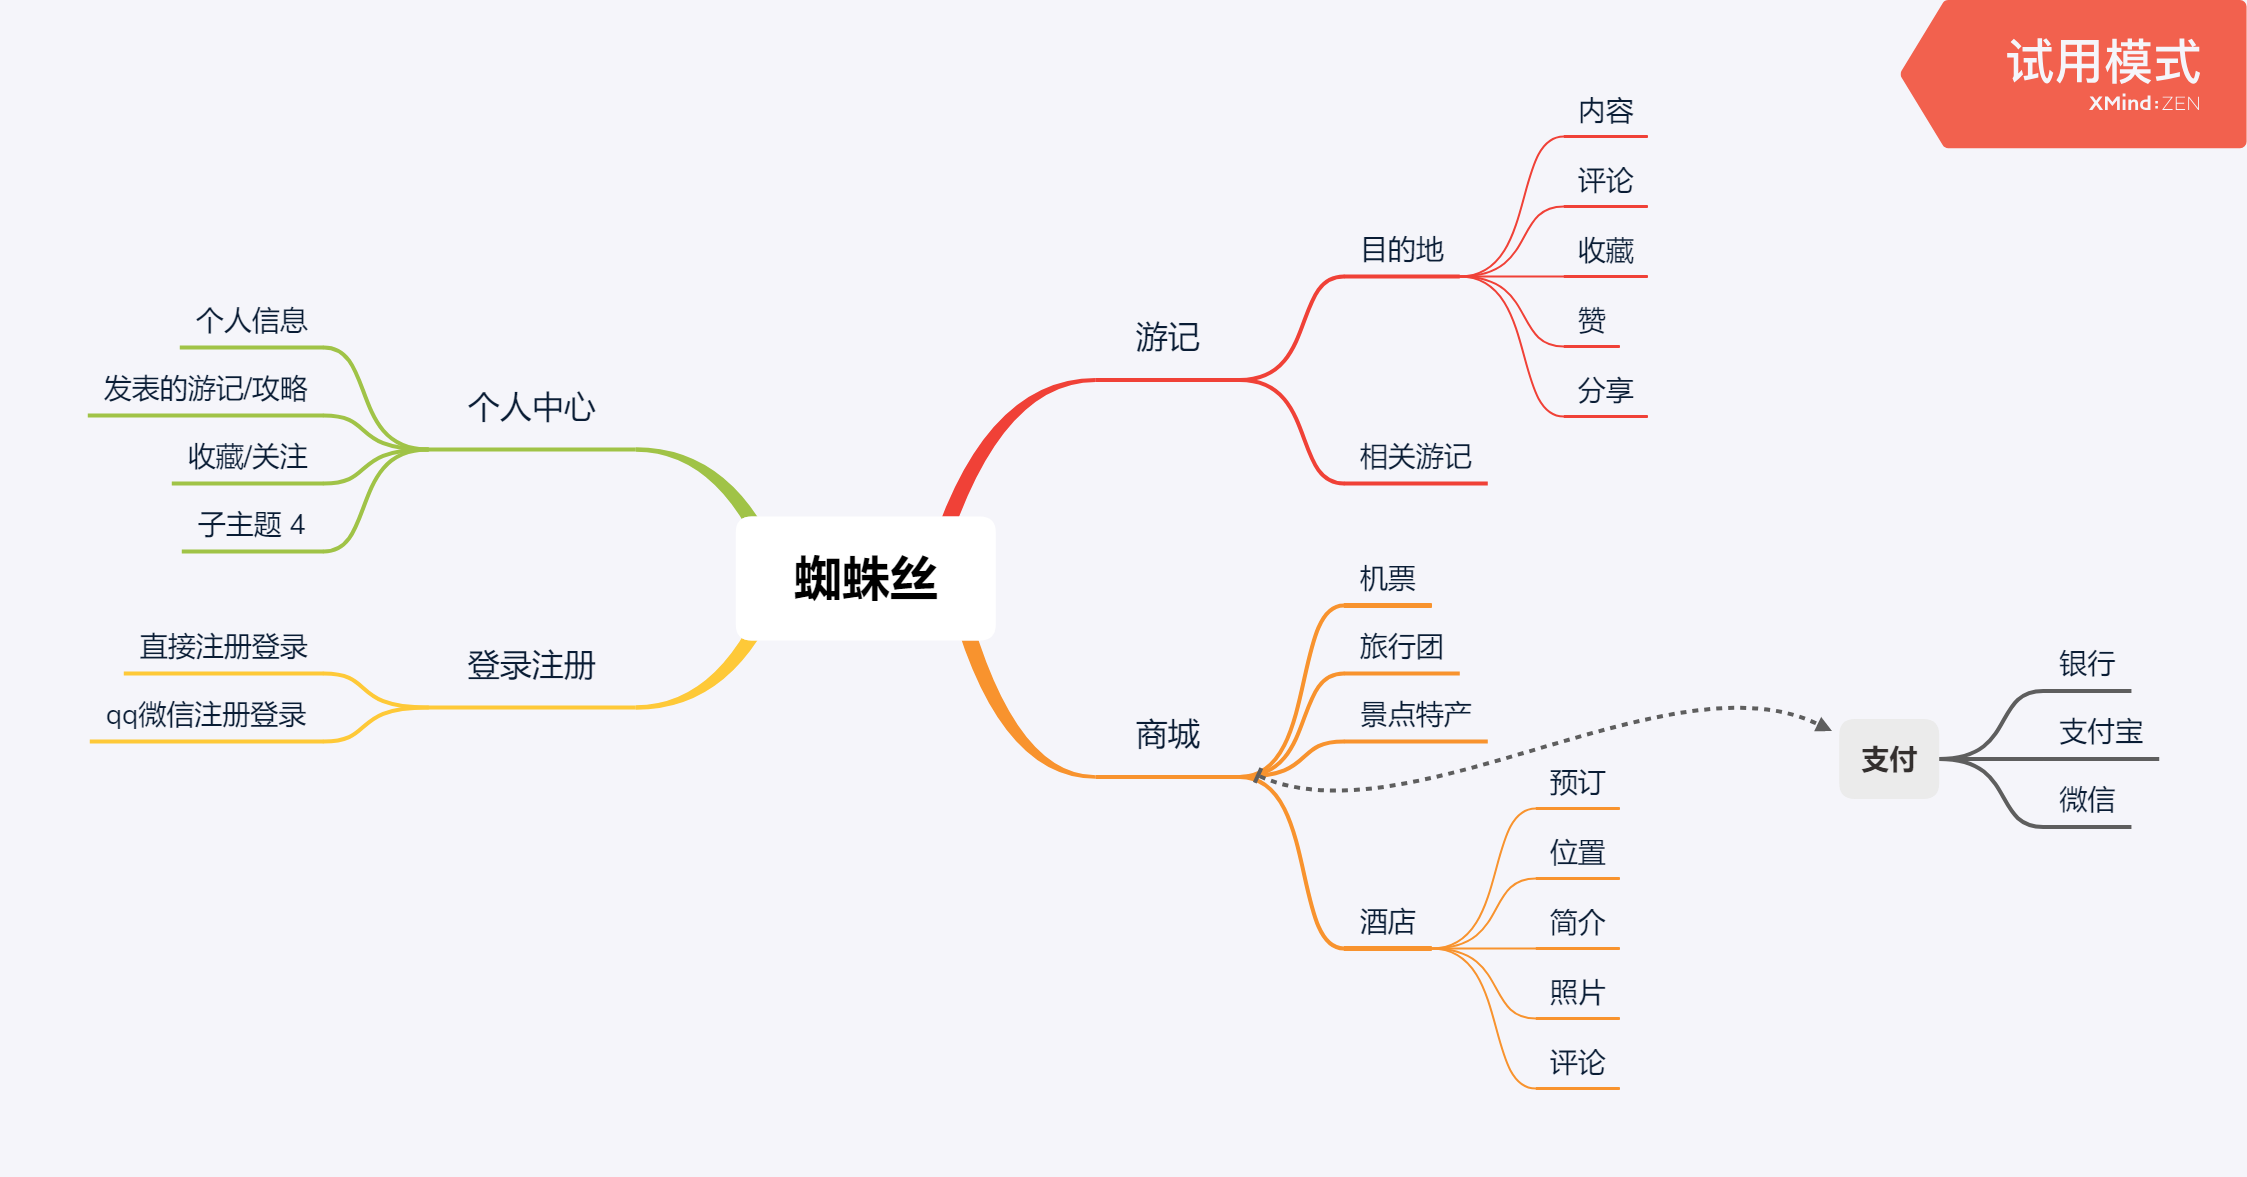 试用模式
XMind:ZEN
蜘蛛丝
游记
目的地
内容
评论
收藏
赞
分享
相关游记
商城
机票
旅行团
景点特产
酒店
预订
位置
简介
照片
评论
支付
银行
支付宝
微信
个人中心
个人信息
发表的游记/攻略
收藏/关注
子主题 4
登录注册
直接注册登录
qq微信注册登录